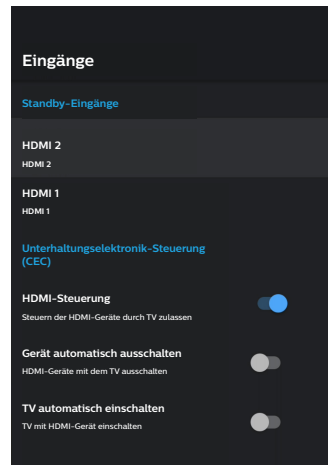 Eingänge
Standby-Eingänge
HDMI 2
HDMI 2
HDMI 1
HDMI 1
Unterhaltungselektronik-Steuerung
(CEC)
HDMI-Steuerung
Steuern der HDMI-Geräte durch TV zulassen
Gerät automatisch ausschalten
HDMI-Geräte mit dem TV ausschalten
TV automatisch einschalten
TV mit HDMI-Gerät einschalten